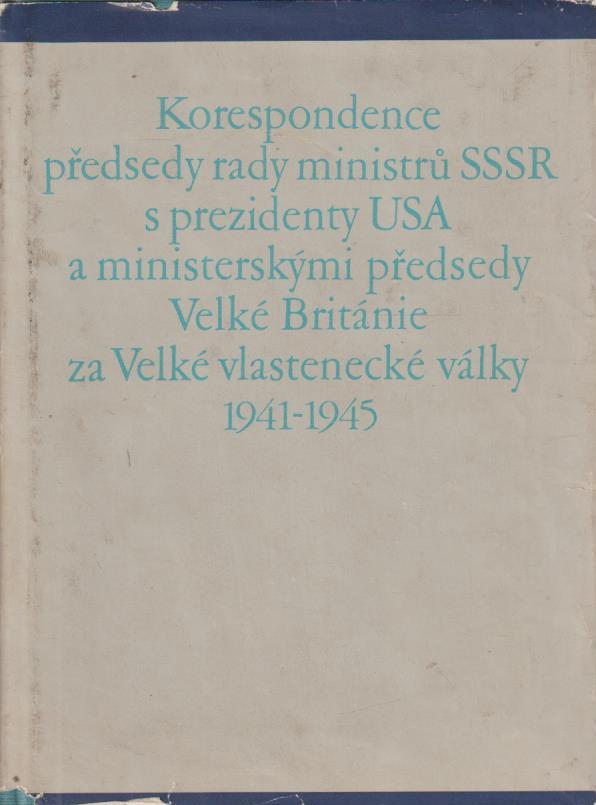 Korespondence
předsedy rady ministrů SSSR
s prezidenty USA
a ministerskými předsedy
Velké Británie
za Velké vlastenecké války
1941-1945